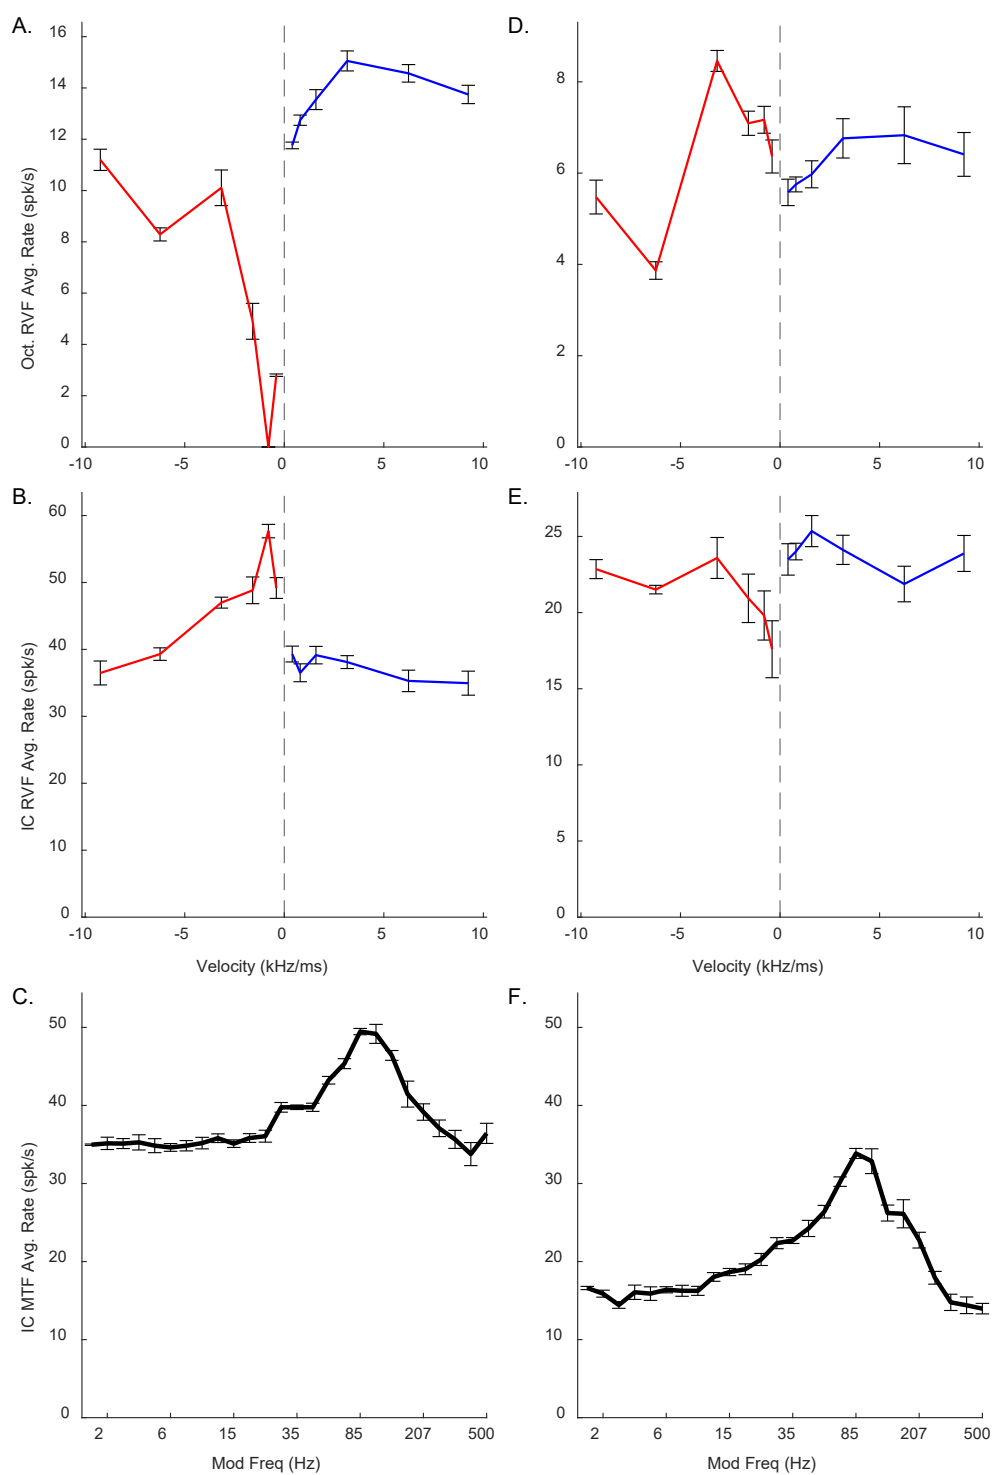 A.
Oct. RVF Avg. Rate (spk/s)
16
14
12
10
8
6
4
2
0
-10 -5 0 5 10
D.
8
6
4
2
0
-10 -5 0 5 10
B.
IC RVF Avg. Rate (spk/s)
60
50
40
30
20
10
0
-10 -5 0 5 10
Velocity (kHz/ms)
E.
25
20
15
10
5
0
-10 -5 0 5 10
Velocity (kHz/ms)
C.
IC MTF Avg. Rate (spk/s)
50
40
30
20
10
0
2 6 15 35 85 207 500
Mod Freq (Hz)
F.
50
40
30
20
10
0
2 6 15 35 85 207 500
Mod Freq (Hz)